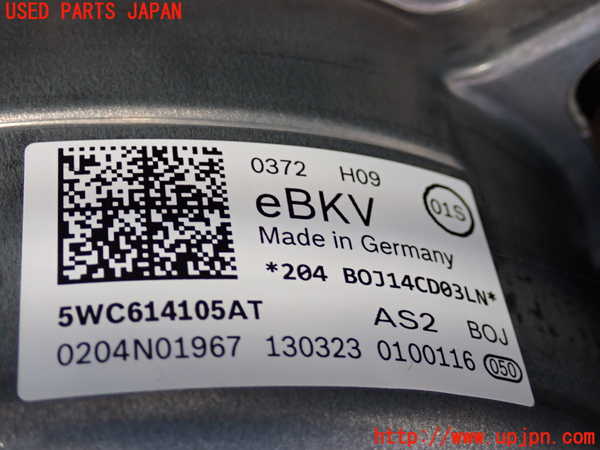 USED PARTS JAPAN
0372 H09
eBKV
01S
Made in Germany
*204 BOJ14CD03LN*
5WC614105AT
AS2 BOJ
0204N01967 130323 0100116 050
http://www.upjpn.com/